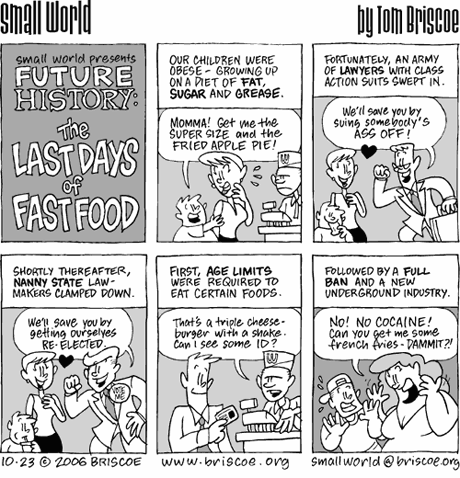 Small World
by Tom Briscoe
small world presents
FUTURE
HISTORY:
the
LAST DAYS
of
FAST FOOD
OUR CHILDREN WERE
OBESE - GROWING UP
ON A DIET OF FAT,
SUGAR AND GREASE.
MOMMA! Get me the
SUPER SIZE and the
FRIED APPLE PIE!
FORTUNATELY, AN ARMY
OF LAWYERS WITH CLASS
ACTION SUITS SWEPT IN.
We'll save you by
suing somebody's
ASS OFF!
SHORTLY THEREAFTER,
NANNY STATE LAW-
MAKERS CLAMPED DOWN.
We'll save you by
getting ourselves
RE-ELECTED.
VOTE
ME
FIRST, AGE LIMITS
WERE REQUIRED TO
EAT CERTAIN FOODS.
That's a triple cheese-
burger with a shake.
Can I see some ID?
FOLLOWED BY A FULL
BAN AND A NEW
UNDERGROUND INDUSTRY.
NO! NO COCAINE!
Can you get me some
french fries - DAMMIT?!
10-23 © 2006 BRISCOE
www.briscoe.org
smallworld@briscoe.org